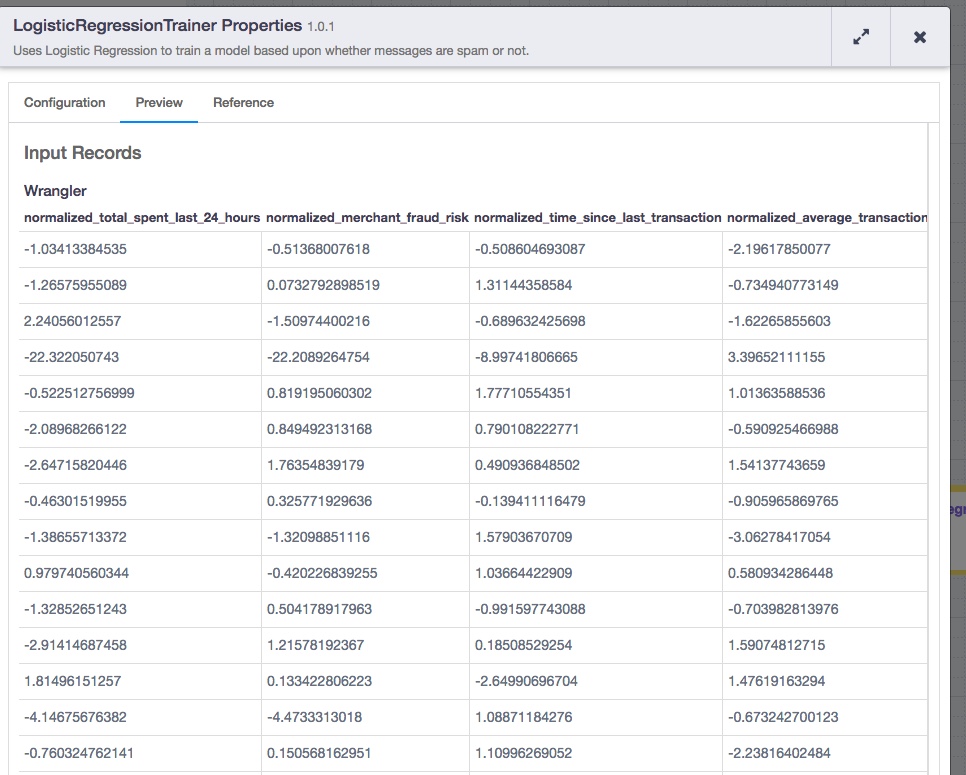 LogisticRegressionTrainer Properties 1.0.1
Uses Logistic Regression to train a model based upon whether messages are spam or not.
Configuration Preview Reference
Input Records
Wrangler
normalized_total_spent_last_24_hours normalized_merchant_fraud_risk normalized_time_since_last_transaction normalized_average_transaction
-1.03413384535 -0.51368007618 -0.508604693087 -2.19617850077
-1.26575955089 0.0732792898519 1.31144358584 -0.734940773149
2.24056012557 -1.50974400216 -0.689632425698 -1.62265855603
-22.322050743 -22.2089264754 -8.99741806665 3.39652111155
-0.522512756999 0.819195060302 1.77710554351 1.01363588536
-2.08968266122 0.849492313168 0.790108222771 -0.590925466988
-2.64715820446 1.76354839179 0.490936848502 1.54137743659
-0.46301519955 0.325771929636 -0.139411116479 -0.905965869765
-1.38655713372 -1.32098851116 1.57903670709 -3.06278417054
0.979740560344 -0.420226839255 1.03664422909 0.580934286448
-1.32852651243 0.504178917963 -0.991597743088 -0.703982813976
-2.91414687458 1.21578192367 0.18508529254 1.59074812715
1.81496151257 0.133422806223 -2.64990696704 1.47619163294
-4.14675676382 -4.4733313018 1.08871184276 -0.673242700123
-0.760324762141 0.150568162951 1.10996269052 -2.23816402484